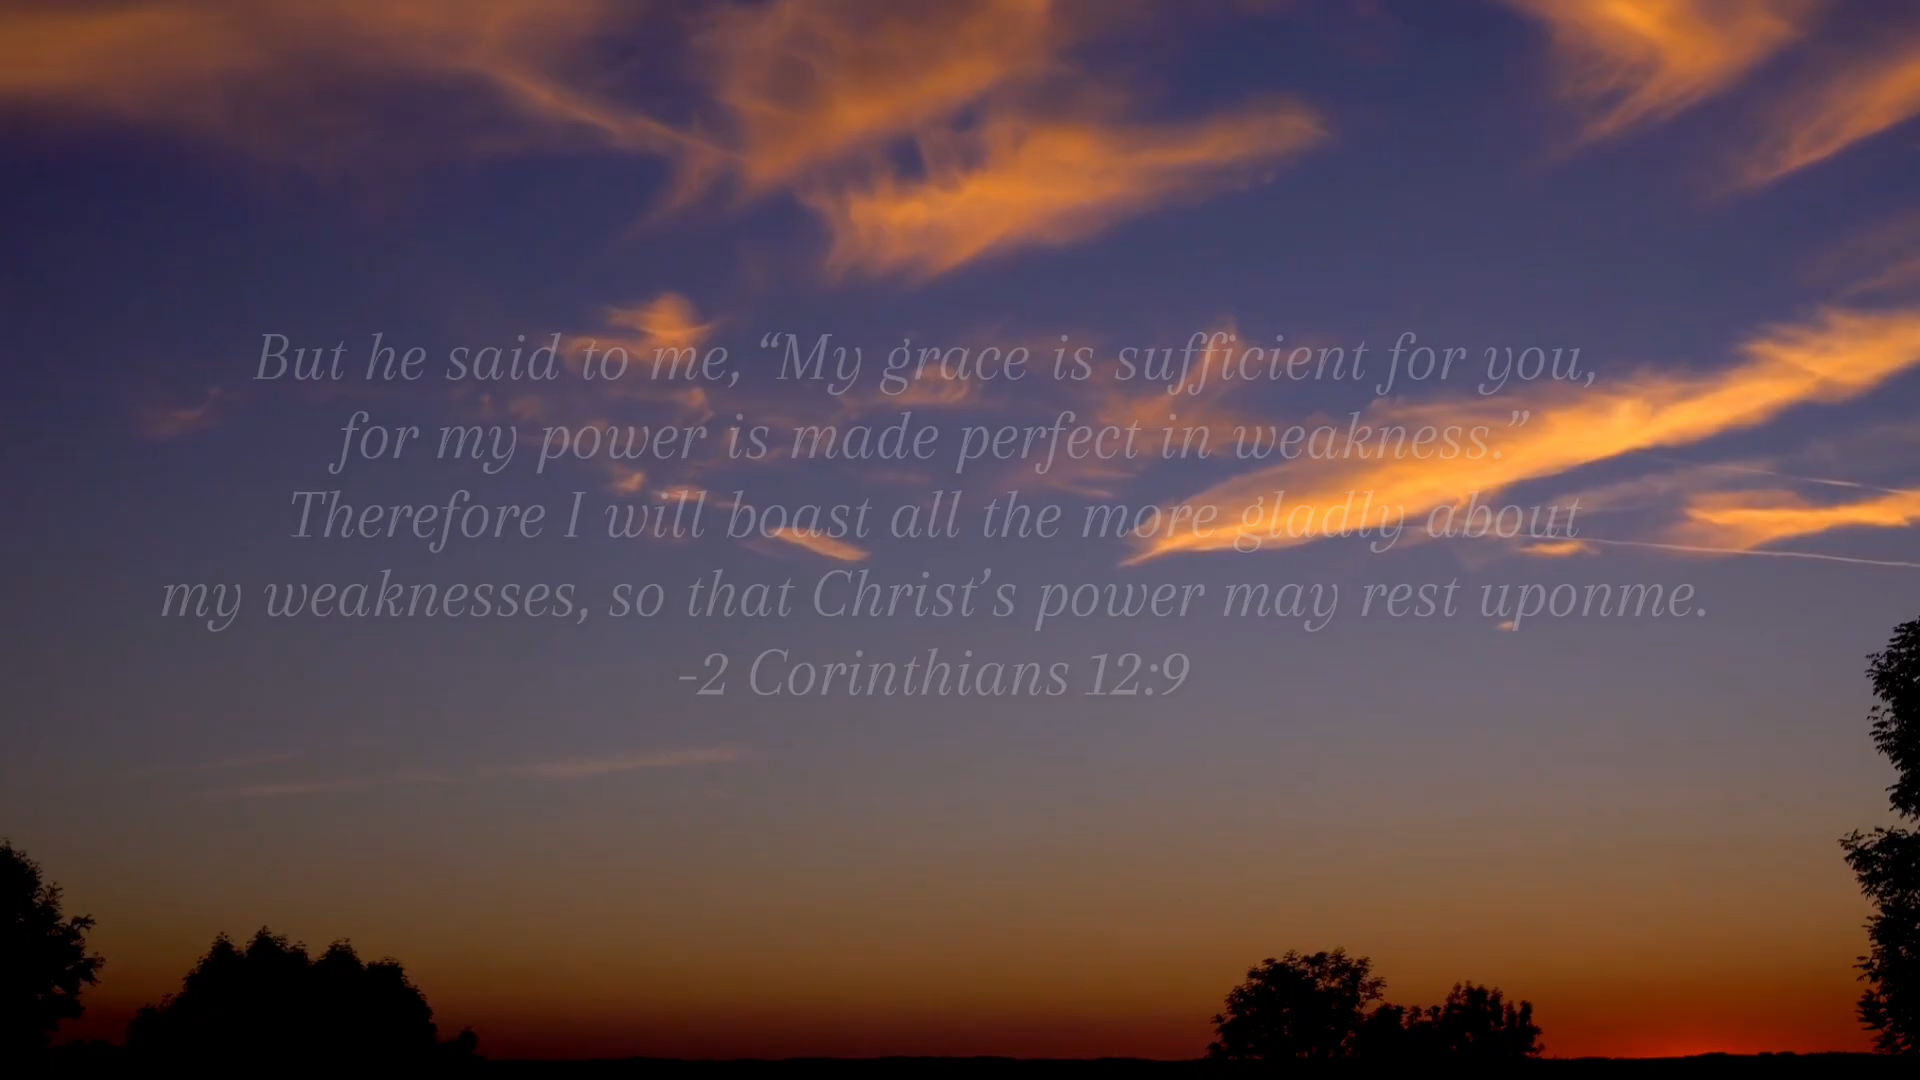 But he said to me, “My grace is sufficient for you,
for my power is made perfect in weakness.”
Therefore I will boast all the more gladly about
my weaknesses, so that Christ’s power may rest uponme.
-2 Corinthians 12:9